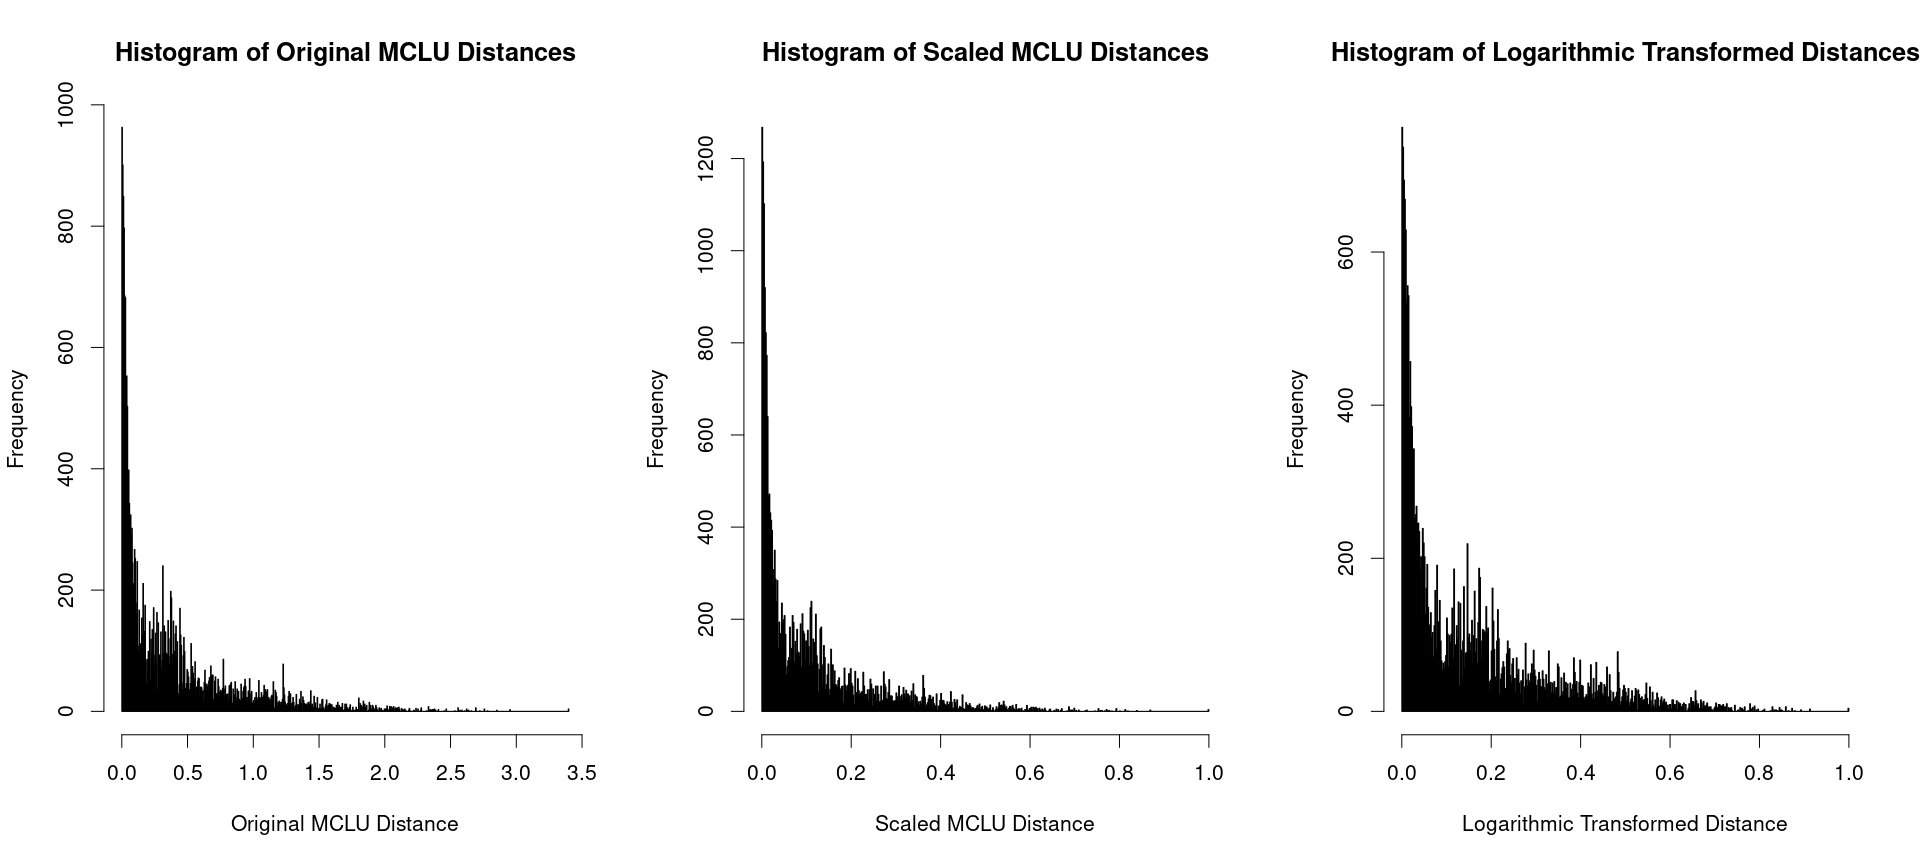 Histogram of Original MCLU Distances
Frequency
0 200 400 600 800 1000
0.0 0.5 1.0 1.5 2.0 2.5 3.0 3.5
Original MCLU Distance
Histogram of Scaled MCLU Distances
Frequency
0 200 400 600 800 1000 1200
0.0 0.2 0.4 0.6 0.8 1.0
Scaled MCLU Distance
Histogram of Logarithmic Transformed Distances
Frequency
0 200 400 600
0.0 0.2 0.4 0.6 0.8 1.0
Logarithmic Transformed Distance